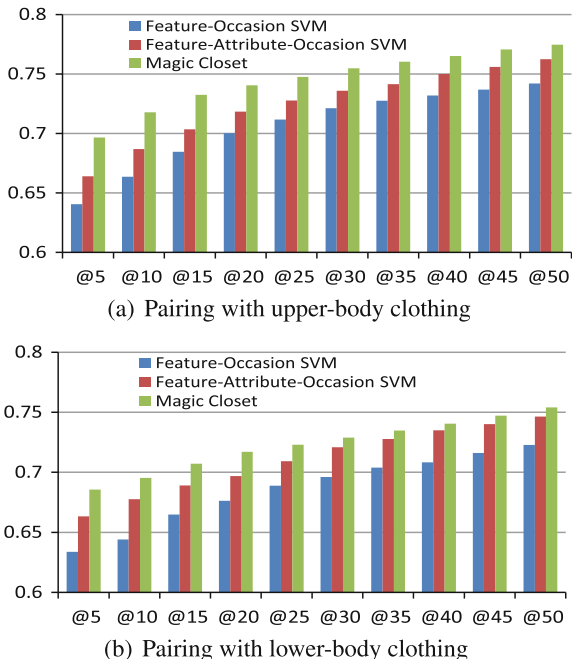 0.8
Feature-Occasion SVM
Feature-Attribute-Occasion SVM
Magic Closet
0.75
0.7
0.65
0.6
@5 @10 @15 @20 @25 @30 @35 @40 @45 @50
(a) Pairing with upper-body clothing
0.8
Feature-Occasion SVM
Feature-Attribute-Occasion SVM
Magic Closet
0.75
0.7
0.65
0.6
@5 @10 @15 @20 @25 @30 @35 @40 @45 @50
(b) Pairing with lower-body clothing